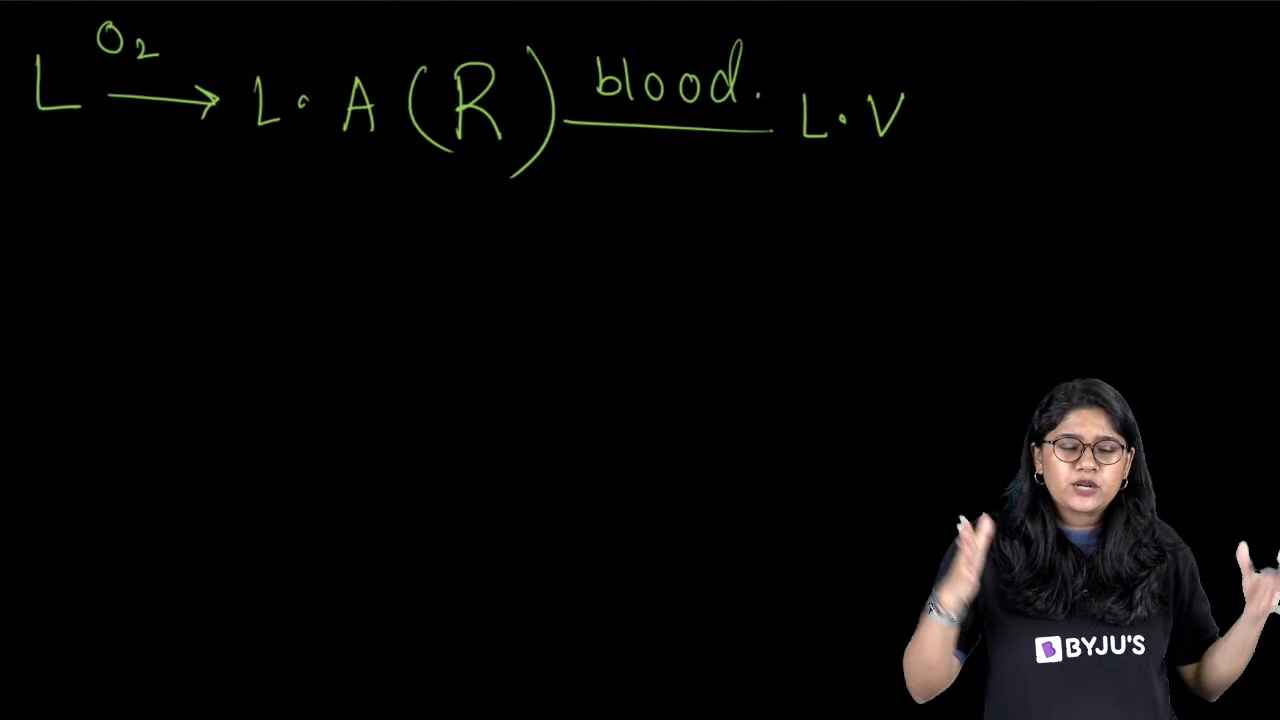 L O₂ → L·A (R) blood. L·V
BYJU'S